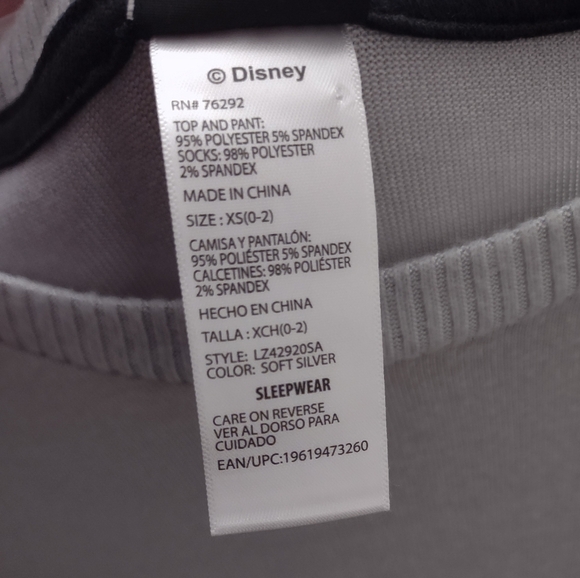 © Disney
RN# 76292
TOP AND PANT:
95% POLYESTER 5% SPANDEX
SOCKS: 98% POLYESTER
2% SPANDEX
MADE IN CHINA
SIZE : XS(0-2)
CAMISA Y PANTALÓN:
95% POLIÉSTER 5% SPANDEX
CALCETINES: 98% POLIÉSTER
2% SPANDEX
HECHO EN CHINA
TALLA : XCH(0-2)
STYLE: LZ42920SA
COLOR: SOFT SILVER
SLEEPWEAR
CARE ON REVERSE
VER AL DORSO PARA
CUIDADO
EAN/UPC:19619473260